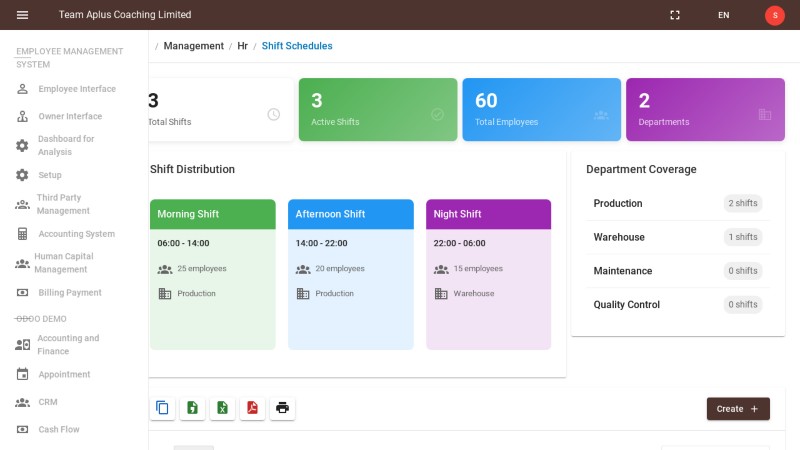 Team Aplus Coaching Limited
EN
S
EMPLOYEE MANAGEMENT
SYSTEM
Employee Interface
Owner Interface
Dashboard for
Analysis
Setup
Third Party
Management
Accounting System
Human Capital
Management
Billing Payment
ODOO DEMO
Accounting and
Finance
Appointment
CRM
Cash Flow
/ Management / Hr / Shift Schedules
3
Total Shifts
3
Active Shifts
60
Total Employees
2
Departments
Shift Distribution
Morning Shift
06:00 - 14:00
25 employees
Production
Afternoon Shift
14:00 - 22:00
20 employees
Production
Night Shift
22:00 - 06:00
15 employees
Warehouse
Department Coverage
Production 2 shifts
Warehouse 1 shifts
Maintenance 0 shifts
Quality Control 0 shifts
Create +